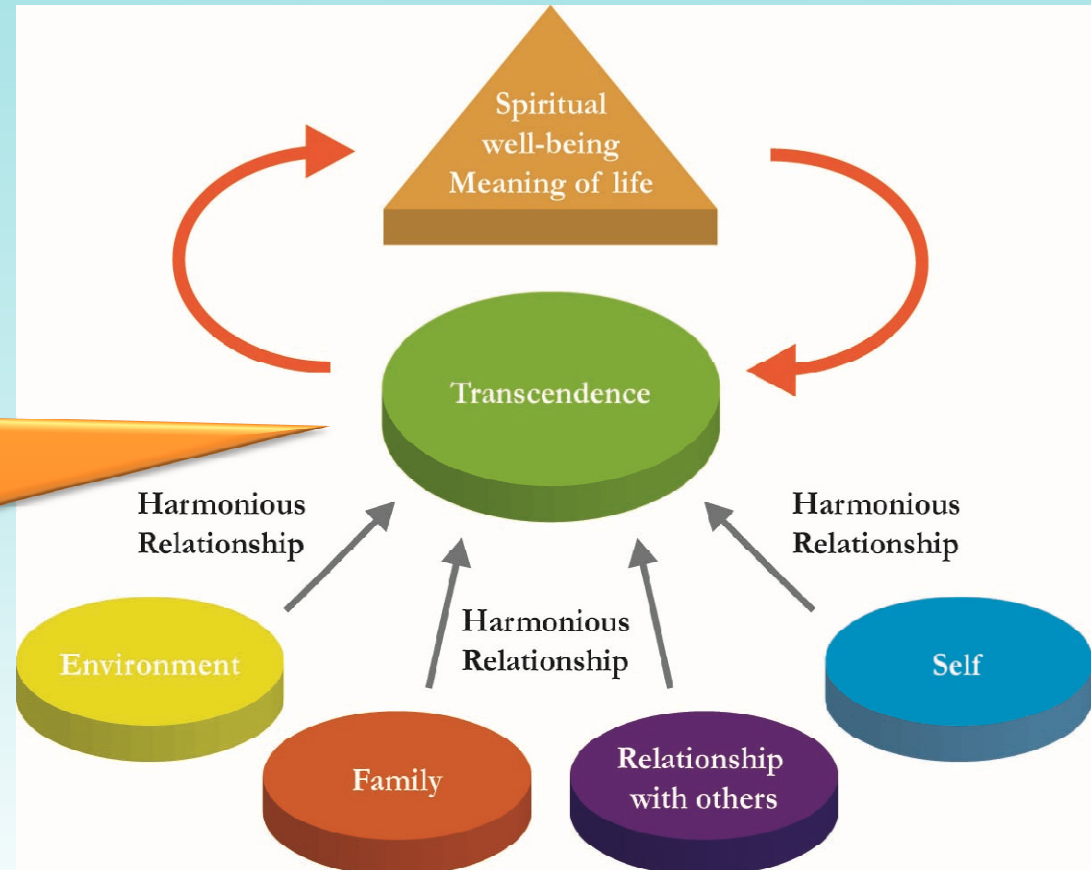 Spiritual
well-being
Meaning of life
Transcendence
Harmonious
Relationship
Harmonious
Relationship
Harmonious
Relationship
Environment
Self
Family
Relationship
with others